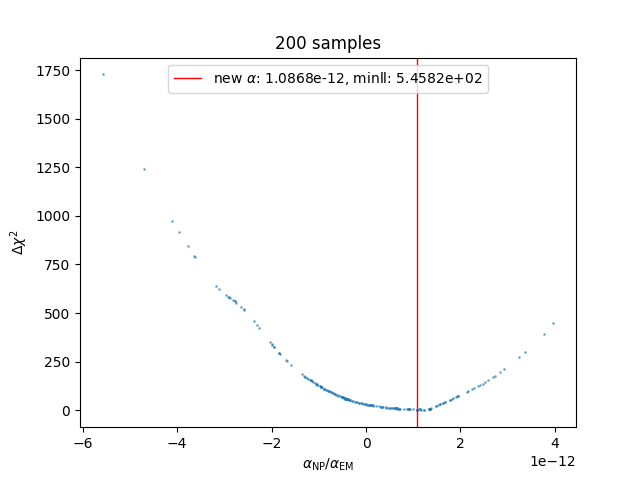 200 samples
new α: 1.0868e-12, minll: 5.4582e+02
1750
1500
1250
1000
750
500
250
0
Δχ²
−6 −4 −2 0 2 4
1e−12
α_NP/α_EM